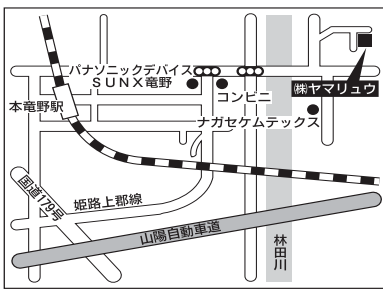 パナソニックデバイス
SUNX竜野
コンビニ
㈱ヤマリュウ
本竜野駅
ナガセケムテックス
国道179号
姫路上郡線
山陽自動車道
林田川